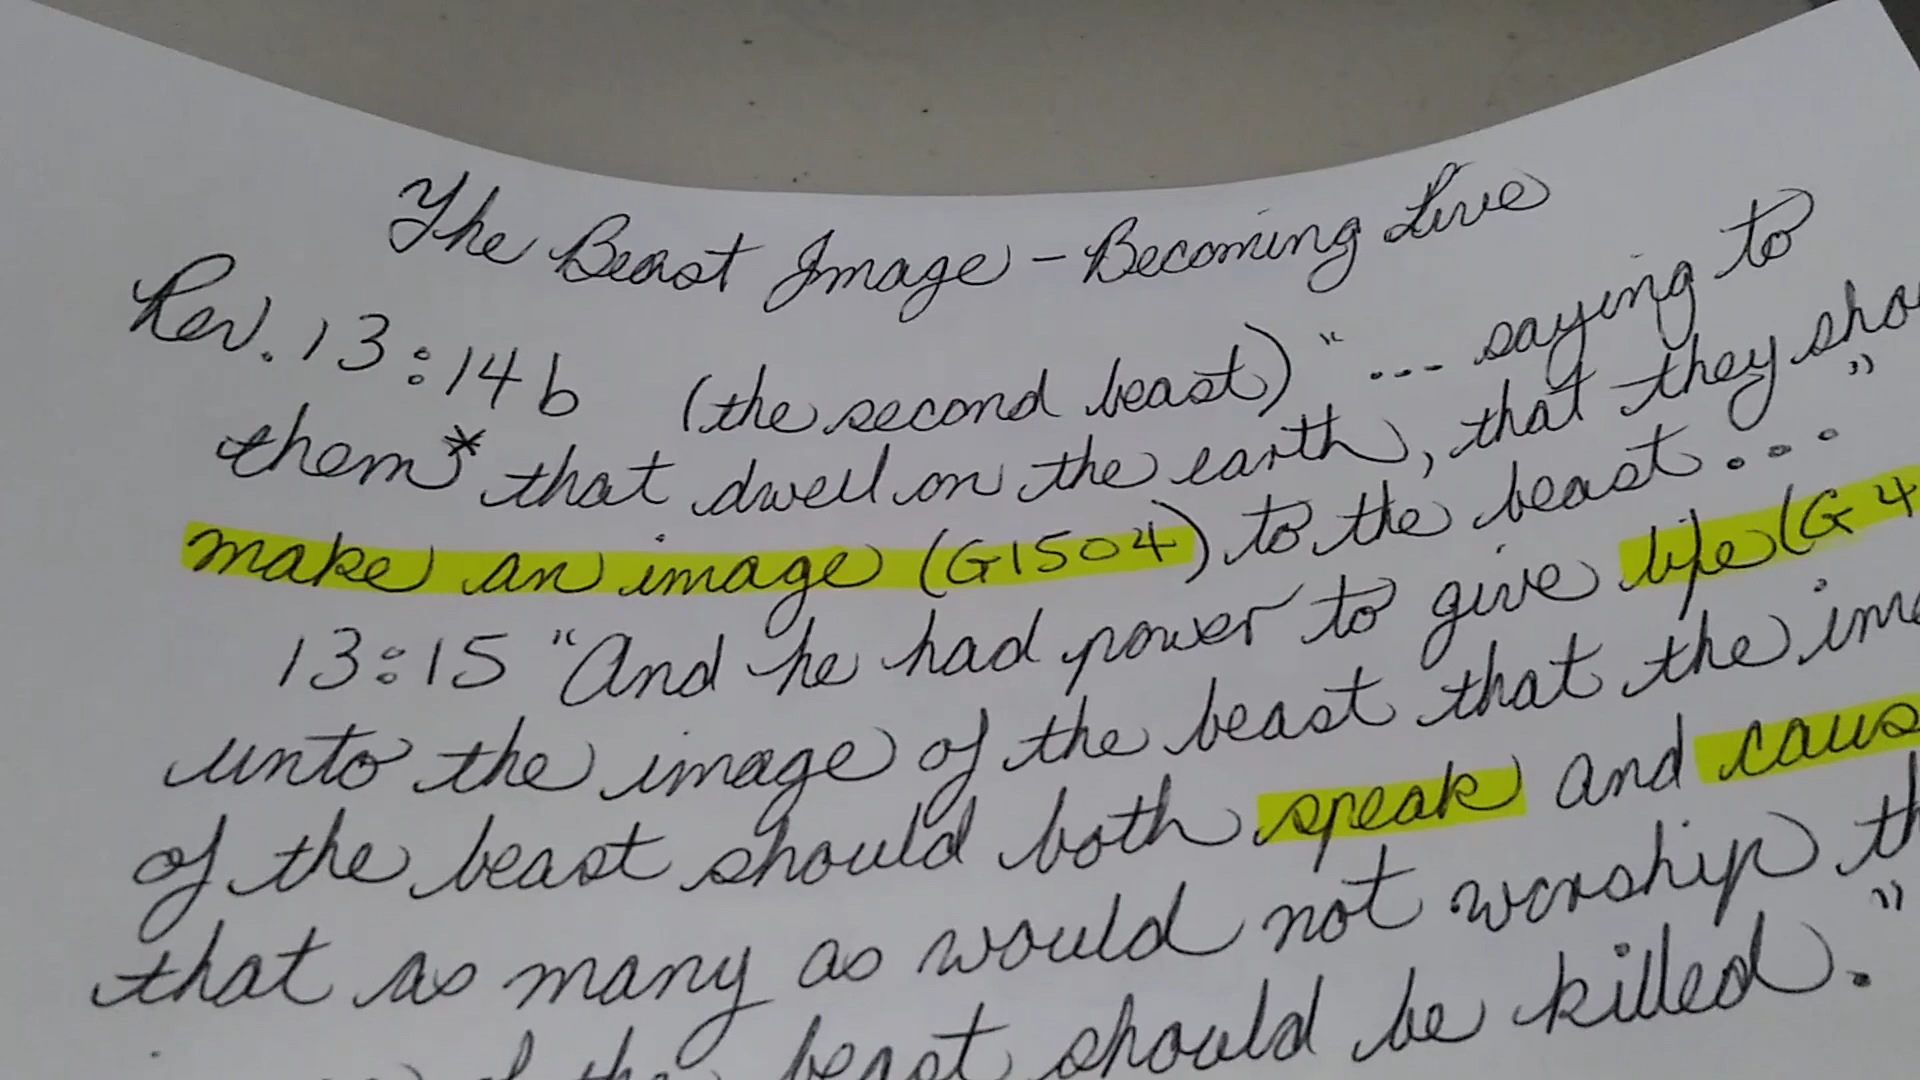 The Beast Image - Becoming Live
Rev. 13:14b (the second beast) "... saying to
them* that dwell on the earth, that they sho
make an image (G1504) to the beast... "
13:15 "And he had power to give life (G4
unto the image of the beast that the ima
of the beast should both speak and caus
that as many as would not worship th
of the beast should be killed."